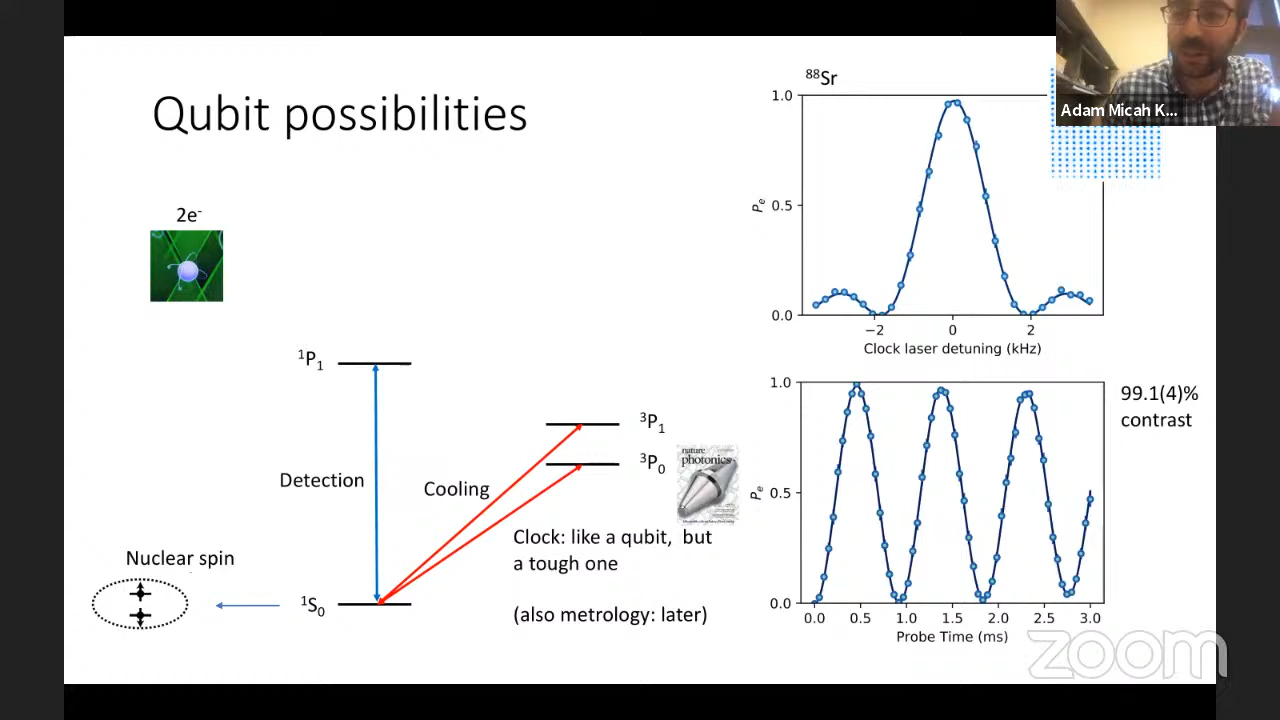 Qubit possibilities
2e⁻
¹P₁
Detection
Cooling
³P₁
³P₀
nature
photonics
Clock: like a qubit, but
a tough one
(also metrology: later)
Nuclear spin
¹S₀
⁸⁸Sr
1.0
0.5
0.0
Pₑ
−2 0 2
Clock laser detuning (kHz)
1.0
0.5
0.0
Pₑ
0.0 0.5 1.0 1.5 2.0 2.5 3.0
Probe Time (ms)
99.1(4)%
contrast
Adam Micah K...
zoom